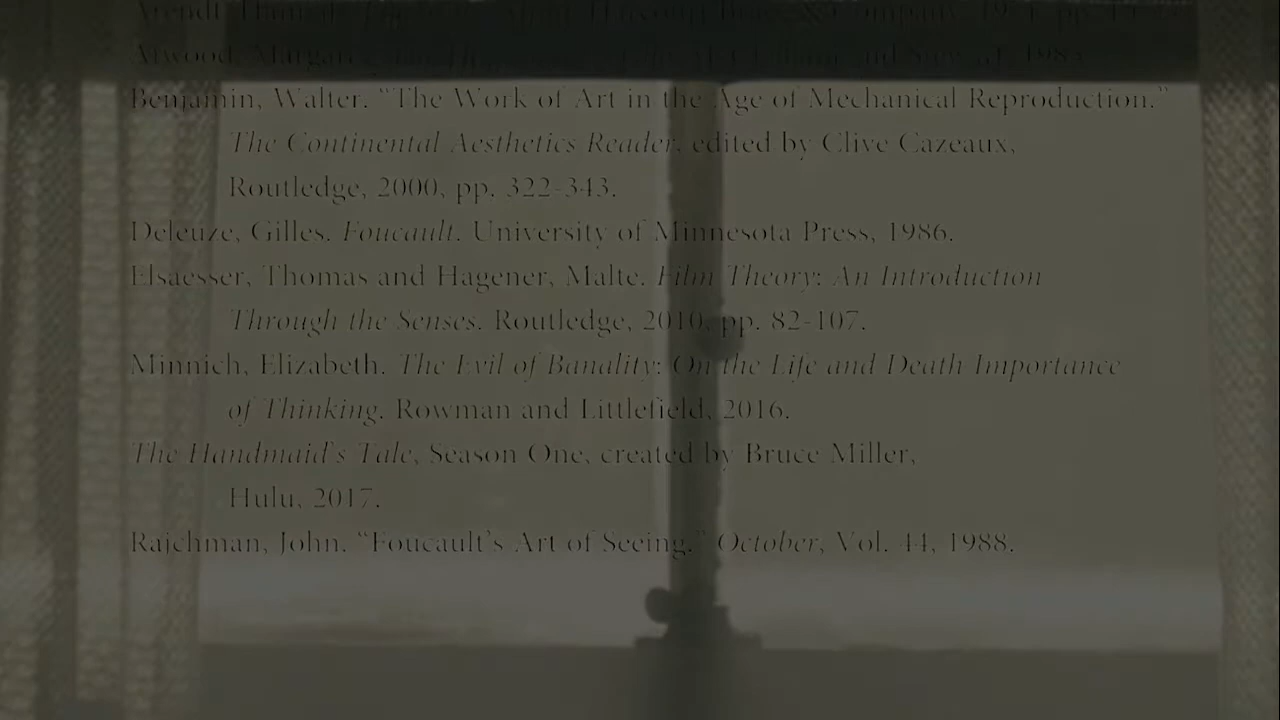 Arendt, Hannah.
Atwood, Margaret.
Benjamin, Walter. “The Work of Art in the Age of Mechanical Reproduction.”
The Continental Aesthetics Reader, edited by Clive Cazeaux,
Routledge, 2000, pp. 322-343.
Deleuze, Gilles. Foucault. University of Minnesota Press, 1986.
Elsaesser, Thomas and Hagener, Malte. Film Theory: An Introduction
Through the Senses. Routledge, 2010, pp. 82-107.
Minnich, Elizabeth. The Evil of Banality: On the Life and Death Importance
of Thinking. Rowman and Littlefield, 2016.
The Handmaid’s Tale, Season One, created by Bruce Miller,
Hulu, 2017.
Rajchman, John. “Foucault’s Art of Seeing.” October, Vol. 44, 1988.